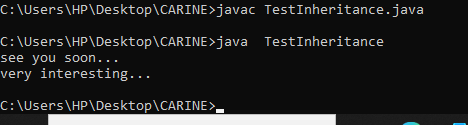 C:\Users\HP\Desktop\CARINE>javac TestInheritance.java
C:\Users\HP\Desktop\CARINE>java  TestInheritance
see you soon...
very interesting...
C:\Users\HP\Desktop\CARINE>